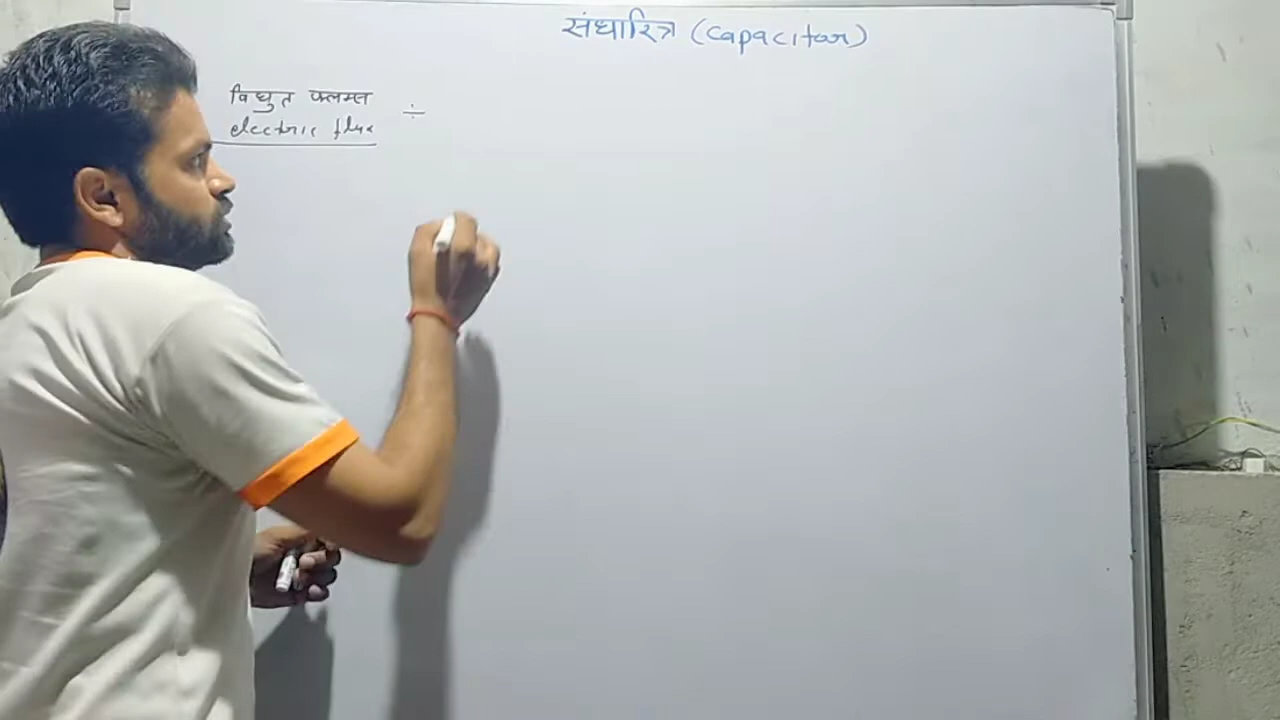 संधारित्र (Capacitor)
विधुत फ्लक्स ÷
electric flux